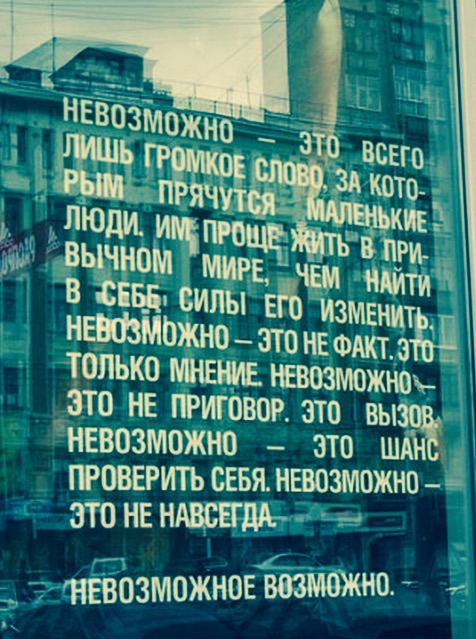 НЕВОЗМОЖНО – ЭТО ВСЕГО
ЛИШЬ ГРОМКОЕ СЛОВО, ЗА КОТО-
РЫМ ПРЯЧУТСЯ МАЛЕНЬКИЕ
ЛЮДИ. ИМ ПРОЩЕ ЖИТЬ В ПРИ-
ВЫЧНОМ МИРЕ, ЧЕМ НАЙТИ
В СЕБЕ СИЛЫ ЕГО ИЗМЕНИТЬ.
НЕВОЗМОЖНО – ЭТО НЕ ФАКТ. ЭТО
ТОЛЬКО МНЕНИЕ. НЕВОЗМОЖНО –
ЭТО НЕ ПРИГОВОР. ЭТО ВЫЗОВ.
НЕВОЗМОЖНО – ЭТО ШАНС
ПРОВЕРИТЬ СЕБЯ. НЕВОЗМОЖНО –
ЭТО НЕ НАВСЕГДА.
НЕВОЗМОЖНОЕ ВОЗМОЖНО.